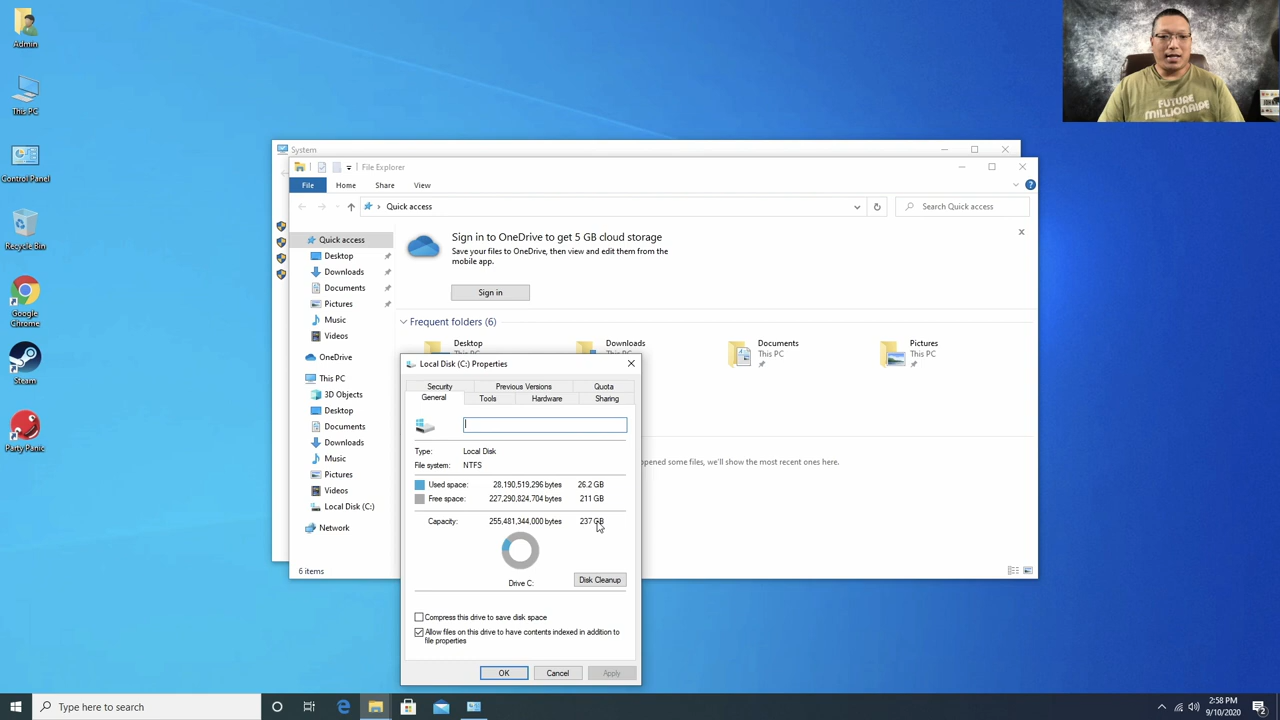 Admin
This PC
Control Panel
Recycle Bin
Google
Chrome
Steam
Party Panic
FUTURE
MILLIONAIRE
System
File Explorer
File
Home
Share
View
Quick access
Search Quick access
Quick access
Desktop
Downloads
Documents
Pictures
Music
Videos
OneDrive
This PC
3D Objects
Desktop
Documents
Downloads
Music
Pictures
Videos
Local Disk (C:)
Network
6 items
Sign in to OneDrive to get 5 GB cloud storage
Save your files to OneDrive, then view and edit them from the
mobile app.
Sign in
Frequent folders (6)
Desktop
This PC
Downloads
This PC
Documents
This PC
Pictures
This PC
opened some files, we'll show the most recent ones here.
Local Disk (C:) Properties
Security
Previous Versions
Quota
General
Tools
Hardware
Sharing
Type: Local Disk
File system: NTFS
Used space: 28,190,519,296 bytes 26.2 GB
Free space: 227,290,824,704 bytes 211 GB
Capacity: 255,481,344,000 bytes 237 GB
Drive C:
Disk Cleanup
Compress this drive to save disk space
Allow files on this drive to have contents indexed in addition to
file properties
OK
Cancel
Apply
Type here to search
2:58 PM
9/10/2020
2